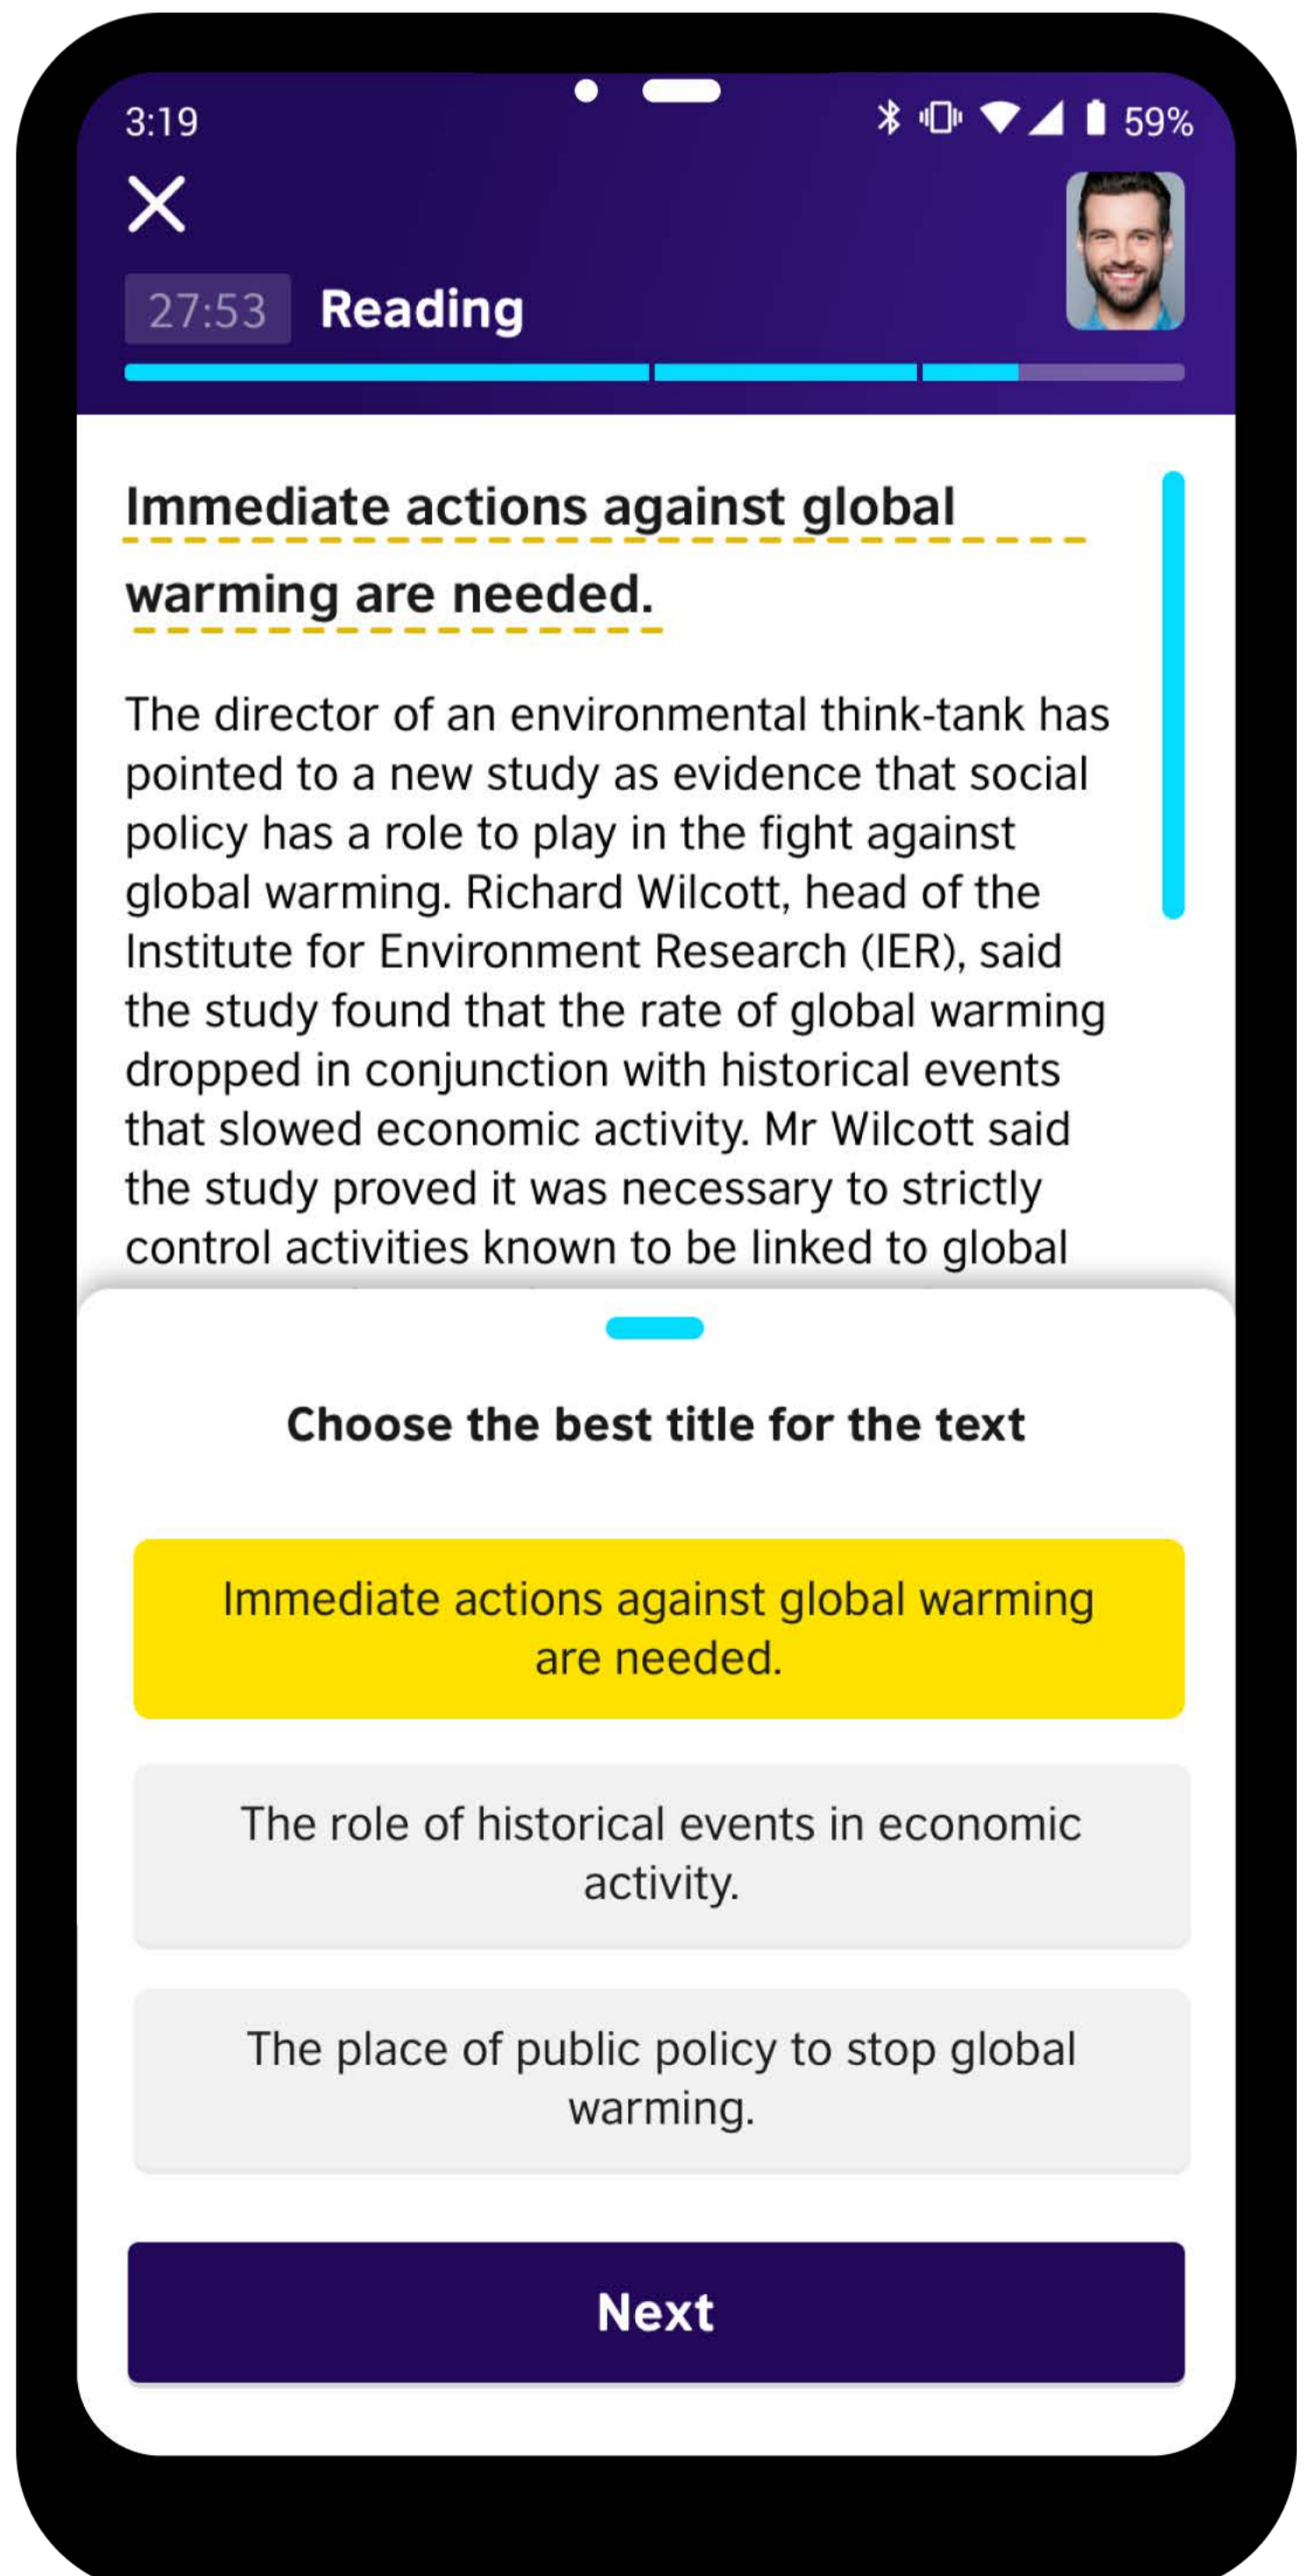 3:19
59%
27:53 Reading
Immediate actions against global
warming are needed.
The director of an environmental think-tank has
pointed to a new study as evidence that social
policy has a role to play in the fight against
global warming. Richard Wilcott, head of the
Institute for Environment Research (IER), said
the study found that the rate of global warming
dropped in conjunction with historical events
that slowed economic activity. Mr Wilcott said
the study proved it was necessary to strictly
control activities known to be linked to global
Choose the best title for the text
Immediate actions against global warming
are needed.
The role of historical events in economic
activity.
The place of public policy to stop global
warming.
Next